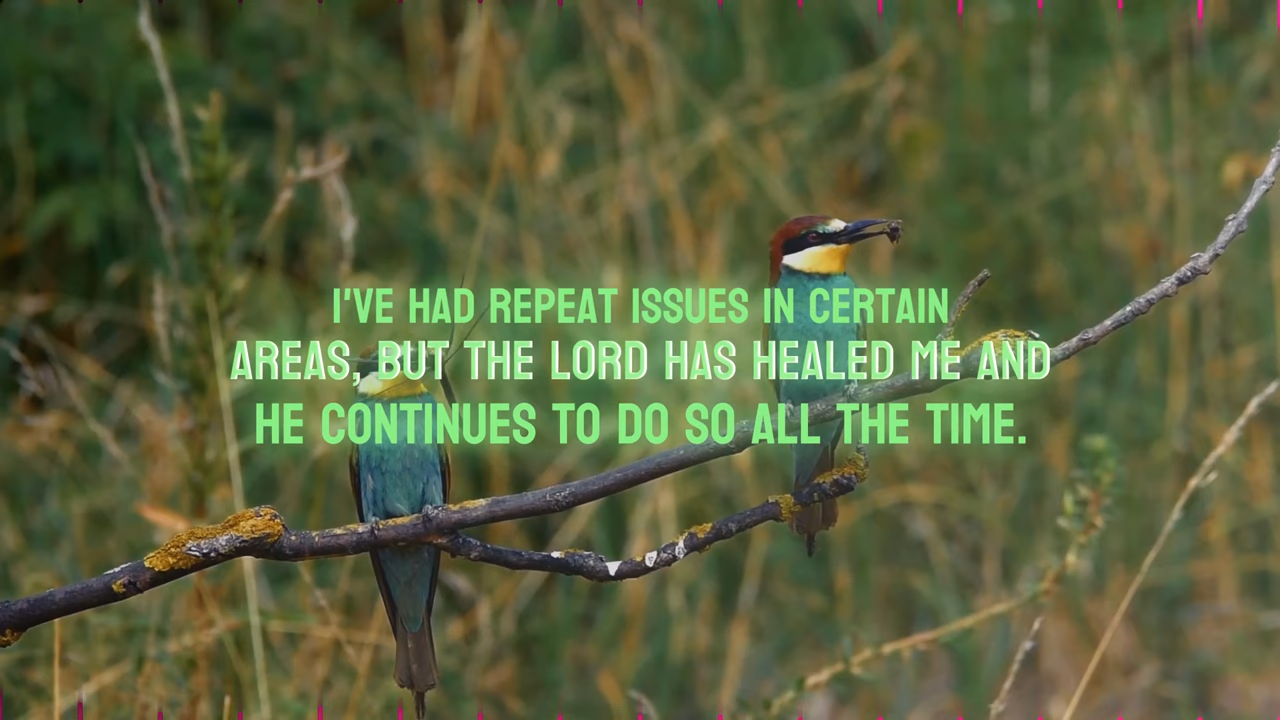 I'VE HAD REPEAT ISSUES IN CERTAIN
AREAS, BUT THE LORD HAS HEALED ME AND
HE CONTINUES TO DO SO ALL THE TIME.